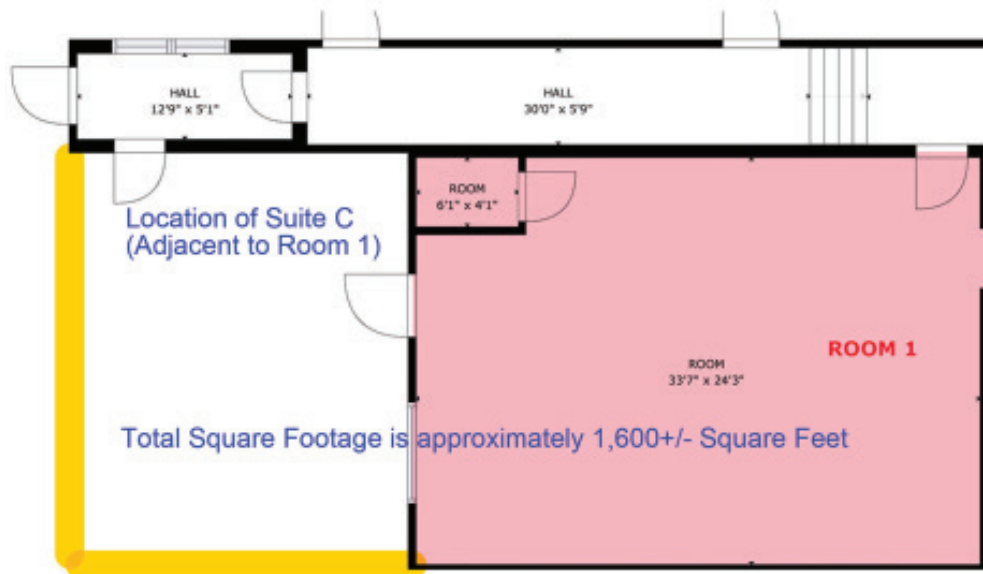 HALL
12'9" x 5'1"
HALL
30'0" x 5'9"
ROOM
6'1" x 4'1"
Location of Suite C
(Adjacent to Room 1)
ROOM 1
ROOM
33'7" x 24'3"
Total Square Footage is approximately 1,600+/- Square Feet